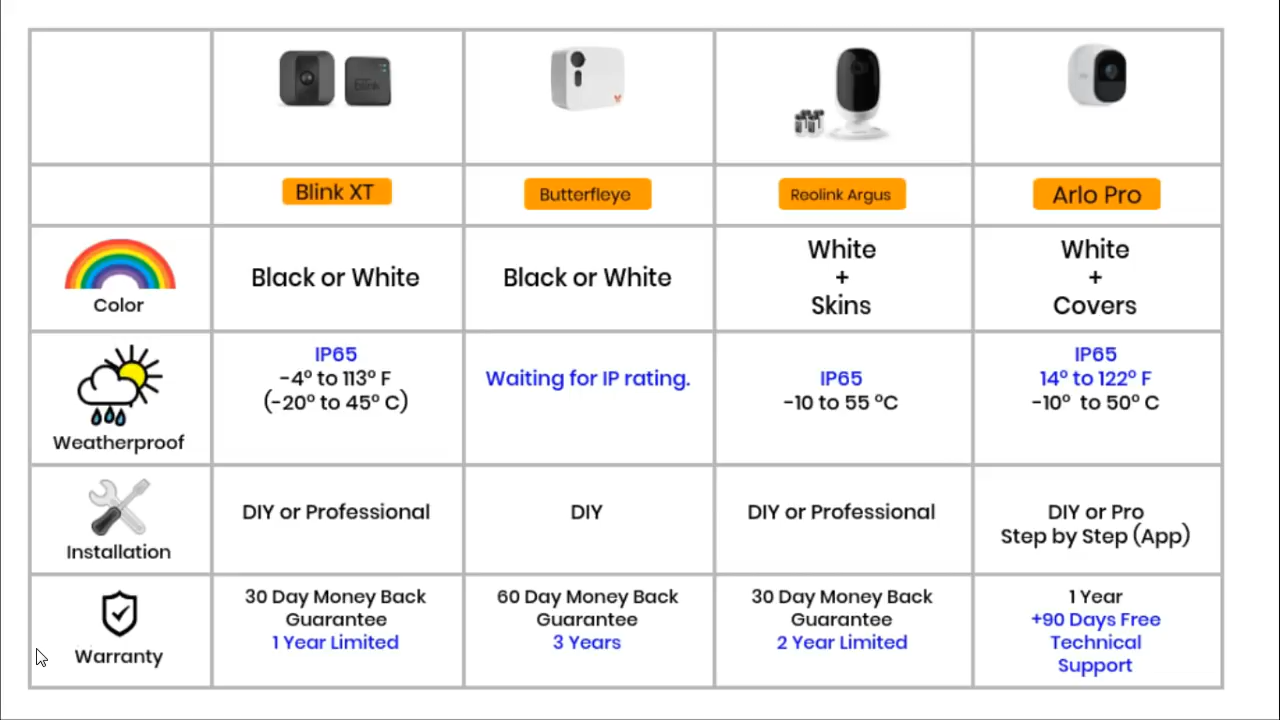 blink
Blink XT
Butterfleye
Reolink Argus
Arlo Pro
Color
Black or White
Black or White
White
+
Skins
White
+
Covers
Weatherproof
IP65
-4° to 113° F
(-20° to 45° C)
Waiting for IP rating.
IP65
-10 to 55 °C
IP65
14° to 122° F
-10° to 50° C
Installation
DIY or Professional
DIY
DIY or Professional
DIY or Pro
Step by Step (App)
Warranty
30 Day Money Back
Guarantee
1 Year Limited
60 Day Money Back
Guarantee
3 Years
30 Day Money Back
Guarantee
2 Year Limited
1 Year
+90 Days Free
Technical
Support